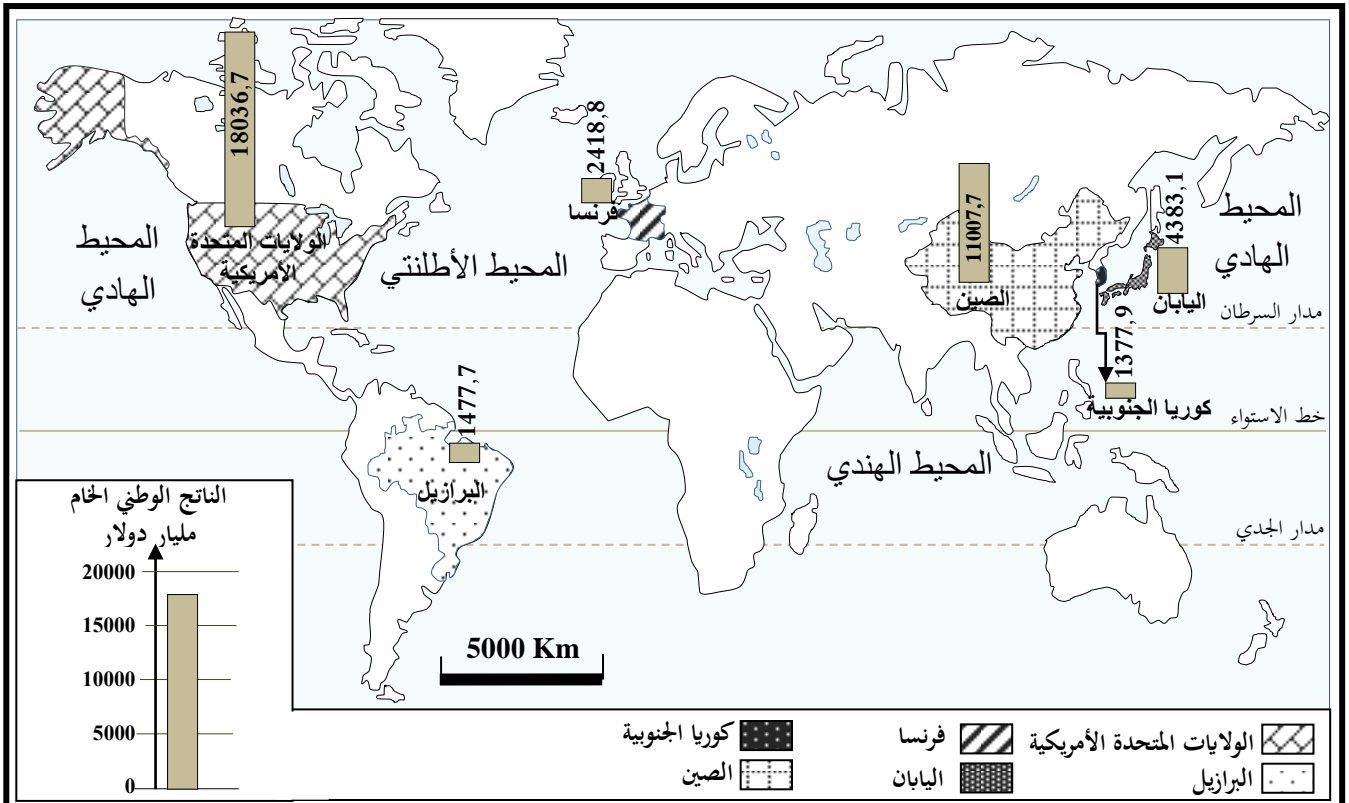 18036,7
الولايات المتحدة
الأمريكية
2418,8
فرنسا
11007,7
الصين
4383,1
اليابان
1377,9
كوريا الجنوبية
1477,7
البرازيل
المحيط
الهادي
المحيط
الهادي
المحيط الأطلنتي
المحيط الهندي
مدار السرطان
خط الاستواء
مدار الجدي
الناتج الوطني الخام
مليار دولار
20000
15000
10000
5000
0
5000 Km
الولايات المتحدة الأمريكية
فرنسا
كوريا الجنوبية
البرازيل
اليابان
الصين